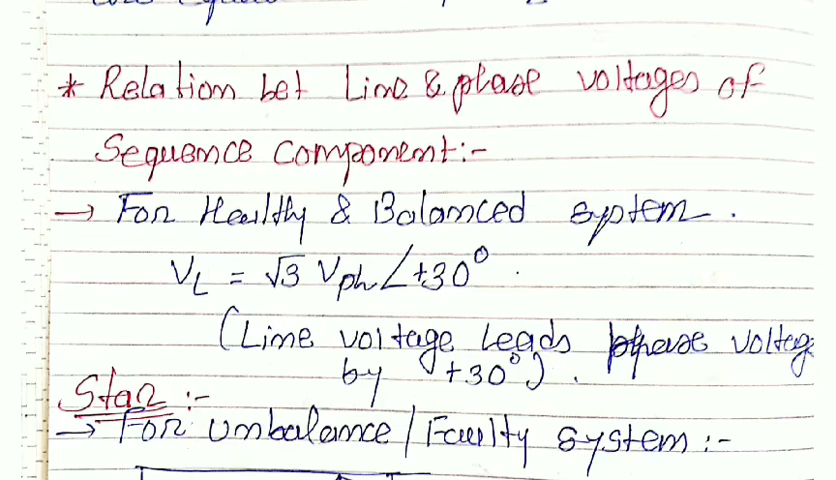 * Relation bet Line & phase voltages of
Sequence Component:-
→ For Healthy & Balanced system.
VL = √3 Vph∠+30°.
(Line voltage leads phase voltag
by +30°).
Star :-
→ For unbalance / Faulty system :-